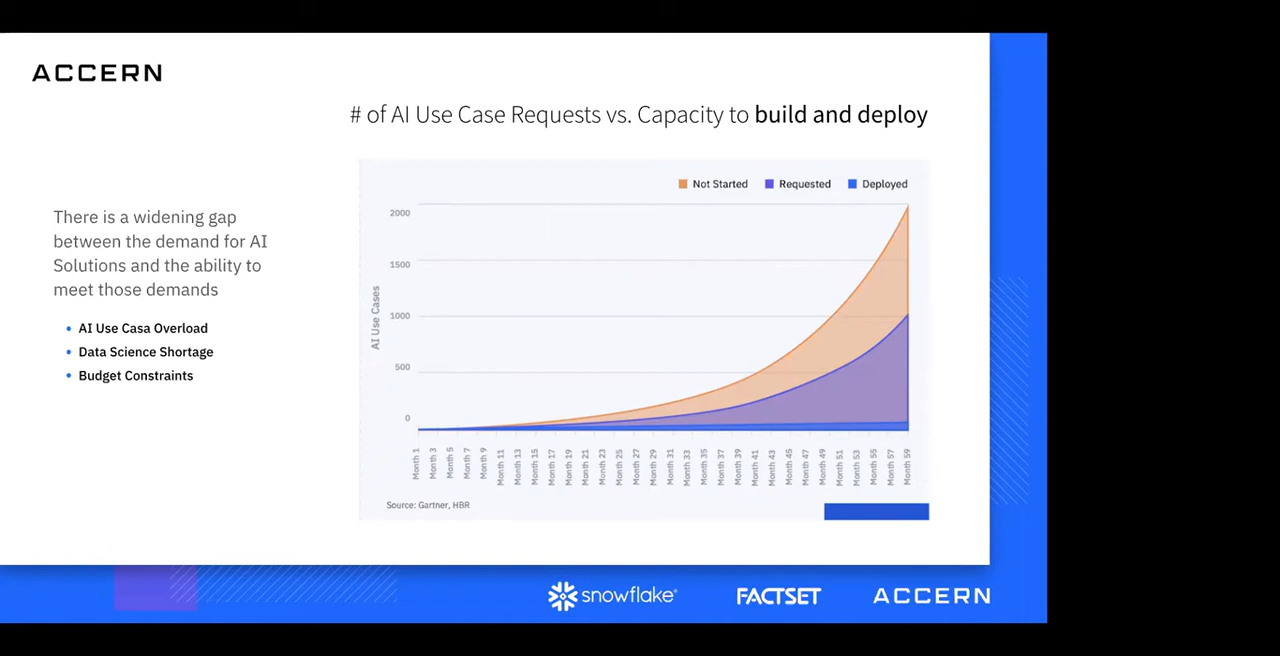 ACCERN
# of AI Use Case Requests vs. Capacity to build and deploy
There is a widening gap
between the demand for AI
Solutions and the ability to
meet those demands
• AI Use Casa Overload
• Data Science Shortage
• Budget Constraints
Not Started
Requested
Deployed
AI Use Cases
2000
1500
1000
500
0
Month 1
Month 3
Month 5
Month 7
Month 9
Month 11
Month 13
Month 15
Month 17
Month 19
Month 21
Month 23
Month 25
Month 27
Month 29
Month 31
Month 33
Month 35
Month 37
Month 39
Month 41
Month 43
Month 45
Month 47
Month 49
Month 51
Month 53
Month 55
Month 57
Month 59
Source: Gartner, HBR
snowflake
FACTSET
ACCERN